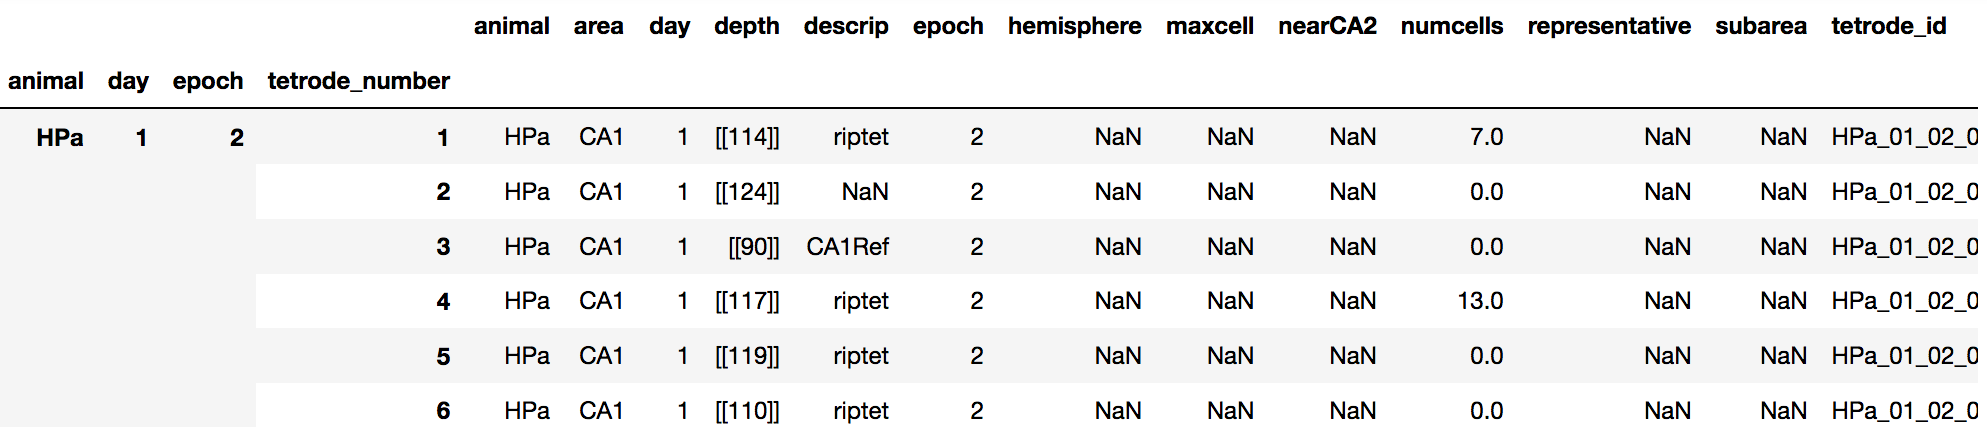 animal area day depth descrip epoch hemisphere maxcell nearCA2 numcells representative subarea tetrode_id
animal day epoch tetrode_number
HPa 1 2 1 HPa CA1 1 [[114]] riptet 2 NaN NaN NaN 7.0 NaN NaN HPa_01_02_0
2 HPa CA1 1 [[124]] NaN 2 NaN NaN NaN 0.0 NaN NaN HPa_01_02_0
3 HPa CA1 1 [[90]] CA1Ref 2 NaN NaN NaN 0.0 NaN NaN HPa_01_02_0
4 HPa CA1 1 [[117]] riptet 2 NaN NaN NaN 13.0 NaN NaN HPa_01_02_0
5 HPa CA1 1 [[119]] riptet 2 NaN NaN NaN 0.0 NaN NaN HPa_01_02_0
6 HPa CA1 1 [[110]] riptet 2 NaN NaN NaN 0.0 NaN NaN HPa_01_02_0